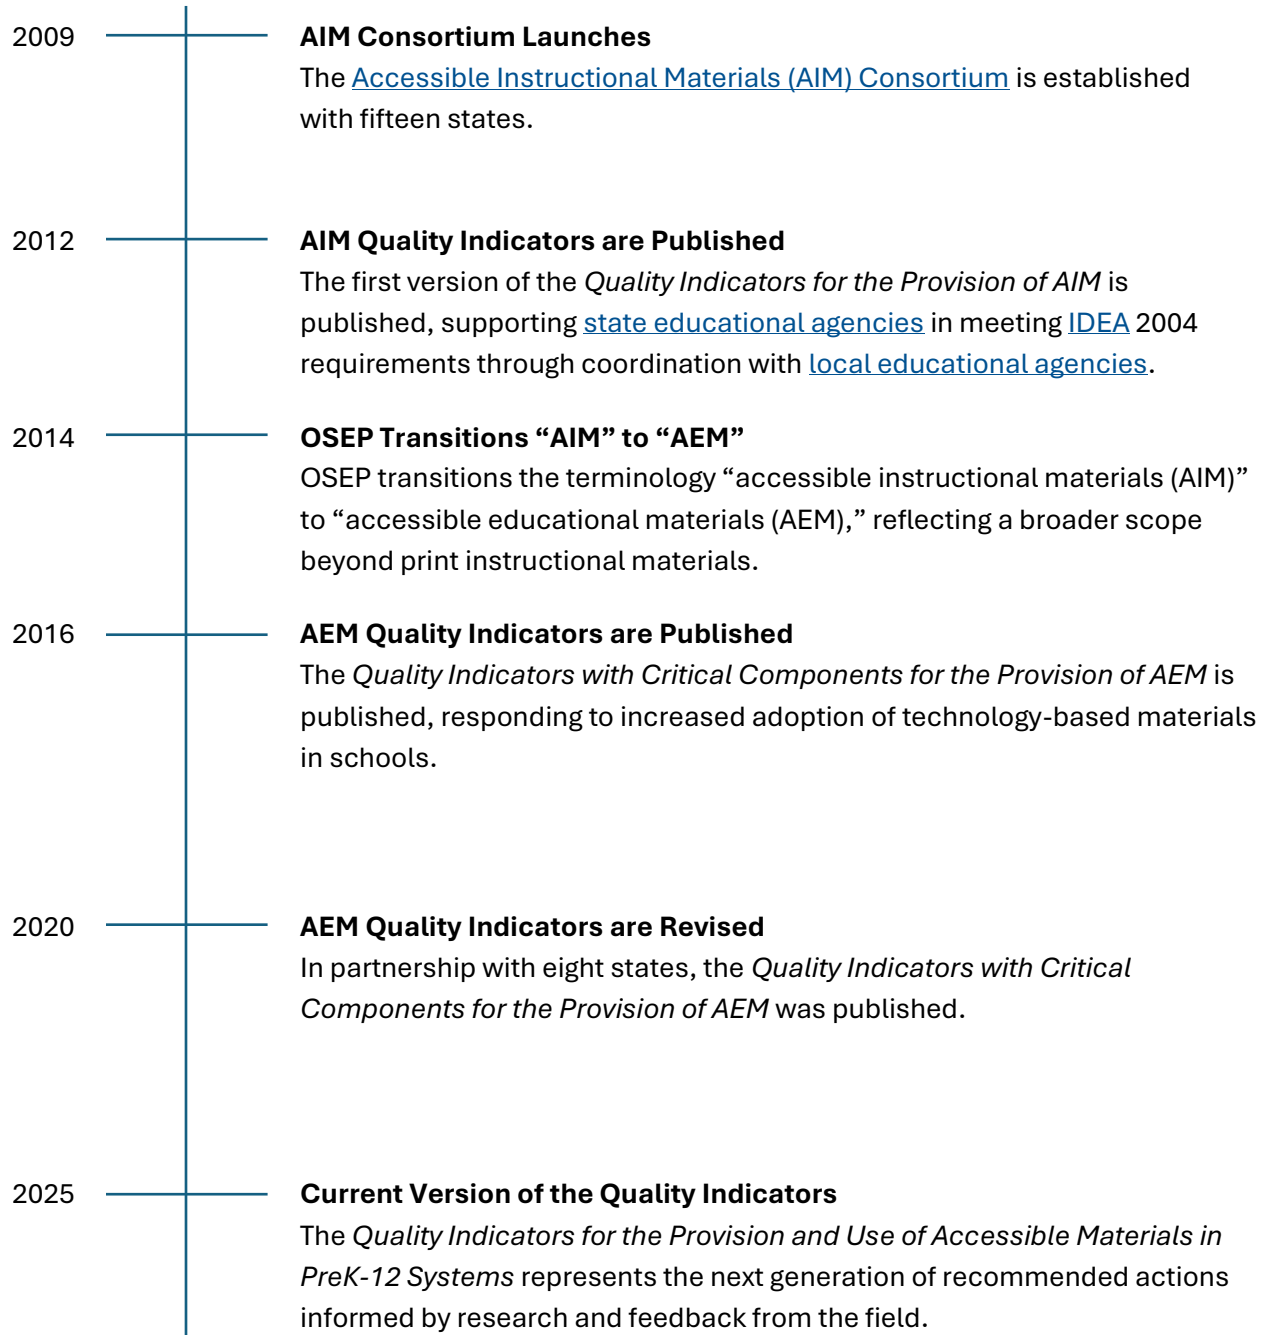 2009
AIM Consortium Launches
The Accessible Instructional Materials (AIM) Consortium is established
with fifteen states.
2012
AIM Quality Indicators are Published
The first version of the Quality Indicators for the Provision of AIM is
published, supporting state educational agencies in meeting IDEA 2004
requirements through coordination with local educational agencies.
2014
OSEP Transitions “AIM” to “AEM”
OSEP transitions the terminology “accessible instructional materials (AIM)”
to “accessible educational materials (AEM),” reflecting a broader scope
beyond print instructional materials.
2016
AEM Quality Indicators are Published
The Quality Indicators with Critical Components for the Provision of AEM is
published, responding to increased adoption of technology-based materials
in schools.
2020
AEM Quality Indicators are Revised
In partnership with eight states, the Quality Indicators with Critical
Components for the Provision of AEM was published.
2025
Current Version of the Quality Indicators
The Quality Indicators for the Provision and Use of Accessible Materials in
PreK-12 Systems represents the next generation of recommended actions
informed by research and feedback from the field.